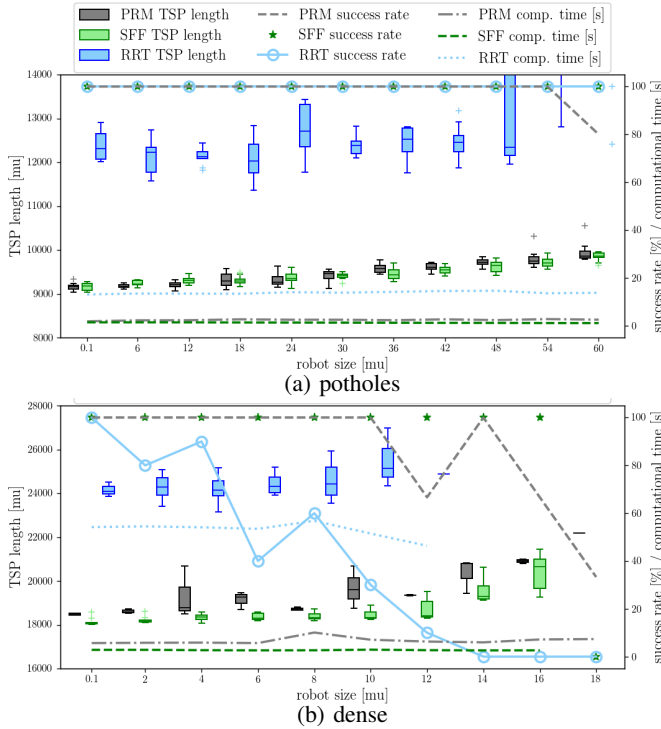 PRM TSP length
SFF TSP length
RRT TSP length
PRM success rate
SFF success rate
RRT success rate
PRM comp. time [s]
SFF comp. time [s]
RRT comp. time [s]
TSP length [mu]
14000
13000
12000
11000
10000
9000
8000
100
80
60
40
20
0
success rate [%] / computational time [s]
0.1 6 12 18 24 30 36 42 48 54 60
robot size [mu]
(a) potholes
TSP length [mu]
28000
26000
24000
22000
20000
18000
16000
100
80
60
40
20
0
success rate [%] / computational time [s]
0.1 2 4 6 8 10 12 14 16 18
robot size [mu]
(b) dense